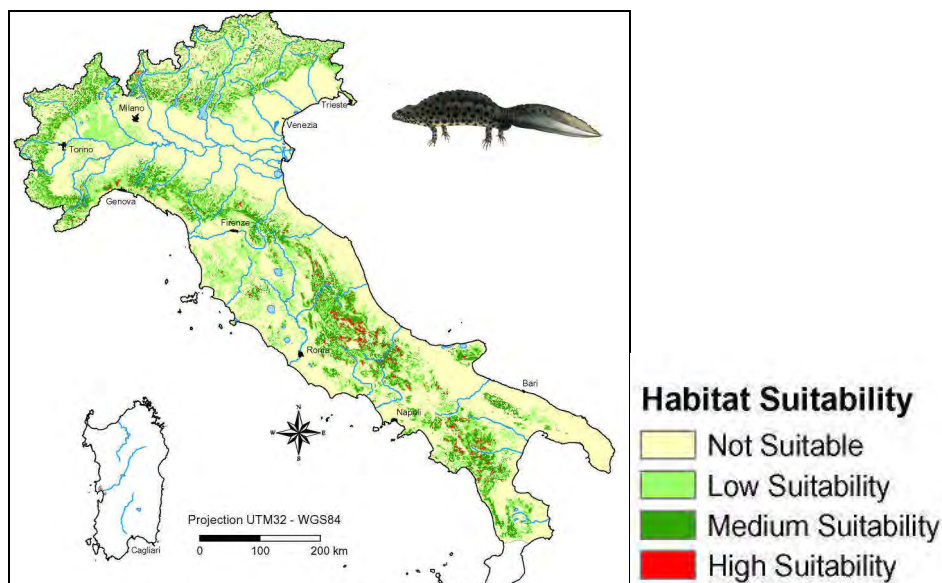 Trieste
Milano
Venezia
Torino
Genova
Firenze
Roma
Bari
Napoli
N
W
E
S
Projection UTM32 - WGS84
0
100
200 km
Cagliari
Habitat Suitability
Not Suitable
Low Suitability
Medium Suitability
High Suitability